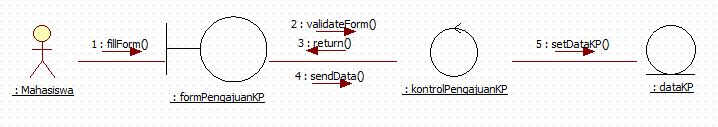 2 : validateForm()
1 : fillForm()
3 : return()
5 : setDataKP()
4 : sendData()
: Mahasiswa
: formPengajuanKP
: kontrolPengajuanKP
: dataKP